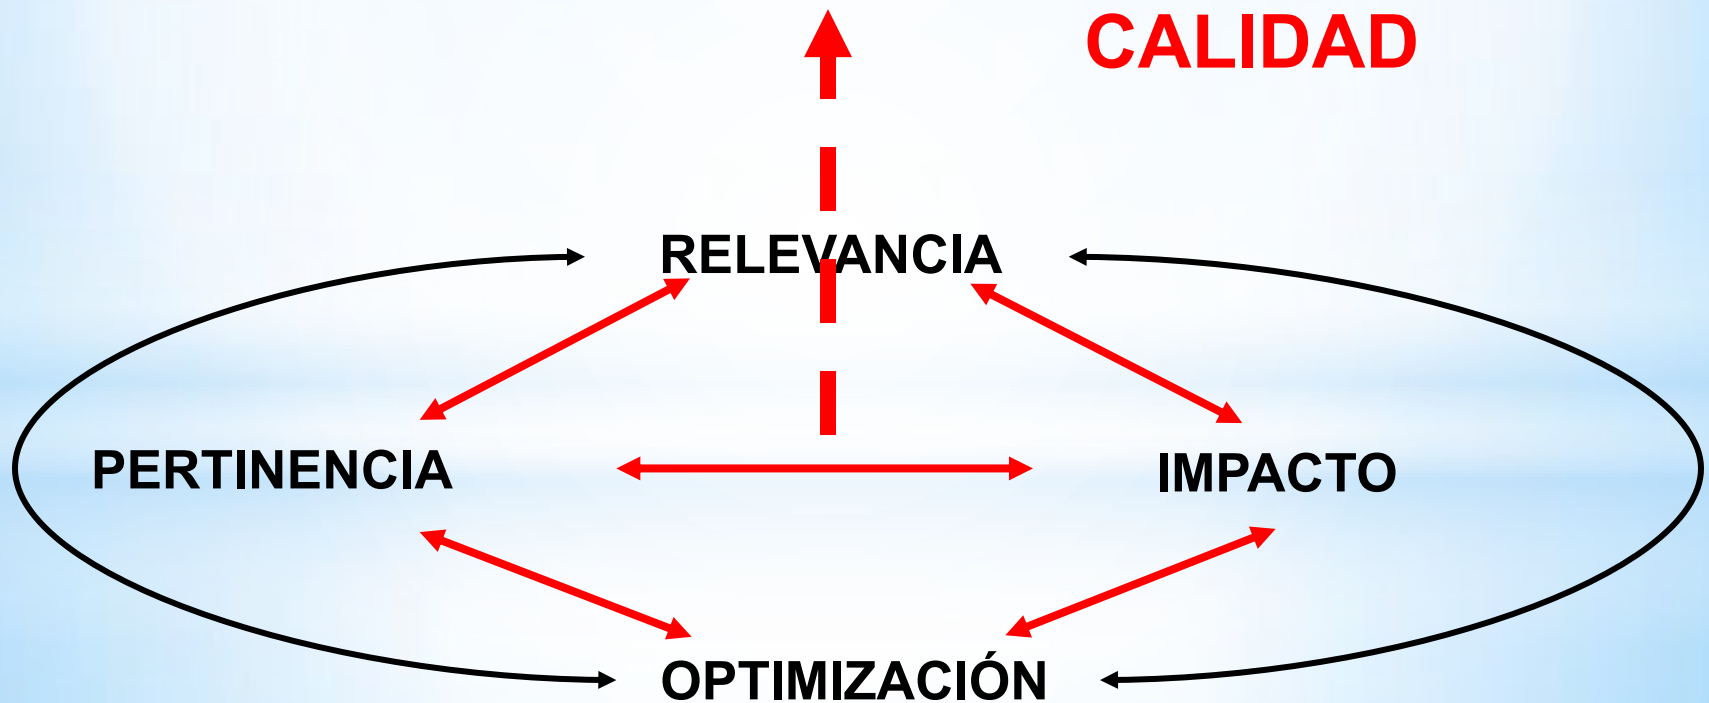 CALIDAD
RELEVANCIA
PERTINENCIA
IMPACTO
OPTIMIZACIÓN